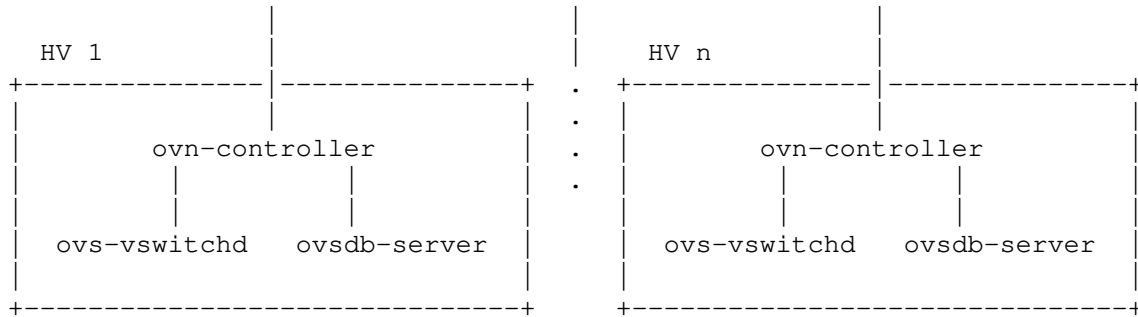 HV 1 HV n
ovn-controller ovn-controller
ovs-vswitchd ovsdb-server ovs-vswitchd ovsdb-server